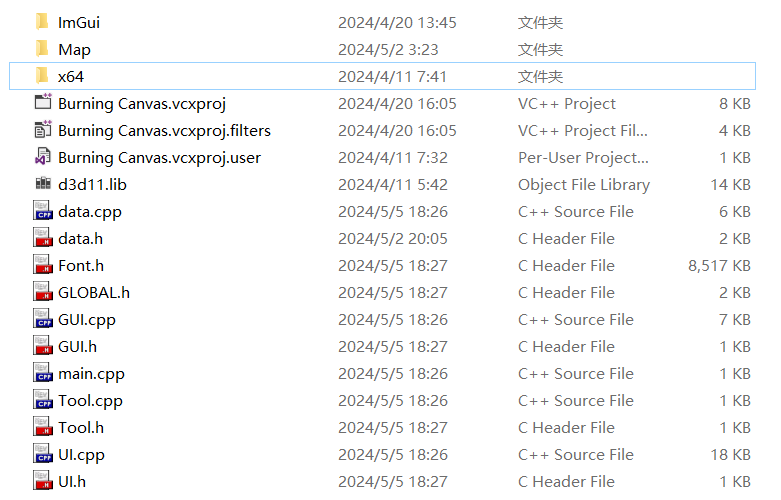 ImGui 2024/4/20 13:45 文件夹
Map 2024/5/2 3:23 文件夹
x64 2024/4/11 7:41 文件夹
Burning Canvas.vcxproj 2024/4/20 16:05 VC++ Project 8 KB
Burning Canvas.vcxproj.filters 2024/4/20 16:05 VC++ Project Fil... 4 KB
Burning Canvas.vcxproj.user 2024/4/11 7:32 Per-User Project... 1 KB
d3d11.lib 2024/4/11 5:42 Object File Library 14 KB
CPP data.cpp 2024/5/5 18:26 C++ Source File 6 KB
.H data.h 2024/5/2 20:05 C Header File 2 KB
.H Font.h 2024/5/5 18:27 C Header File 8,517 KB
.H GLOBAL.h 2024/5/5 18:27 C Header File 2 KB
CPP GUI.cpp 2024/5/5 18:26 C++ Source File 7 KB
.H GUI.h 2024/5/5 18:27 C Header File 1 KB
CPP main.cpp 2024/5/5 18:26 C++ Source File 1 KB
CPP Tool.cpp 2024/5/5 18:26 C++ Source File 1 KB
.H Tool.h 2024/5/5 18:27 C Header File 1 KB
CPP UI.cpp 2024/5/5 18:26 C++ Source File 18 KB
.H UI.h 2024/5/5 18:27 C Header File 1 KB